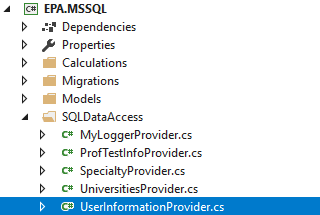 C# EPA.MSSQL
Dependencies
Properties
Calculations
Migrations
Models
SQLDataAccess
C# MyLoggerProvider.cs
C# ProfTestInfoProvider.cs
C# SpecialtyProvider.cs
C# UniversitiesProvider.cs
C# UserInformationProvider.cs